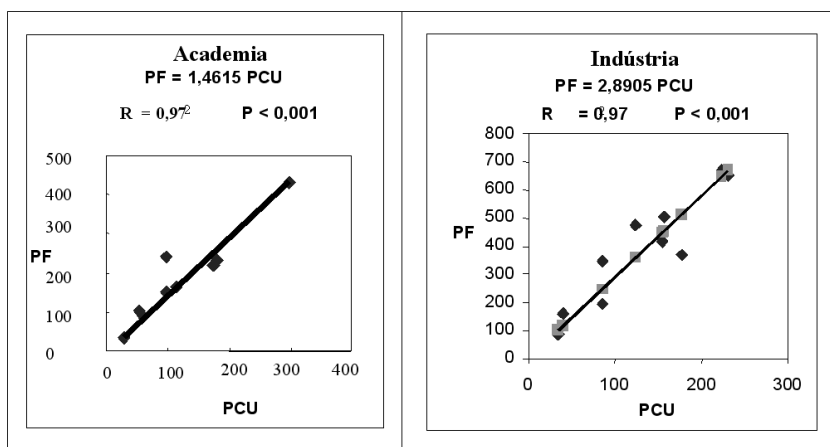 Academia
PF = 1,4615 PCU
R = 0,97²
P < 0,001
500
400
300
PF
200
100
0
0 100 200 300 400
PCU
Indústria
PF = 2,8905 PCU
R² = 0,97
P < 0,001
800
700
600
500
PF
400
300
200
100
0
0 100 200 300
PCU